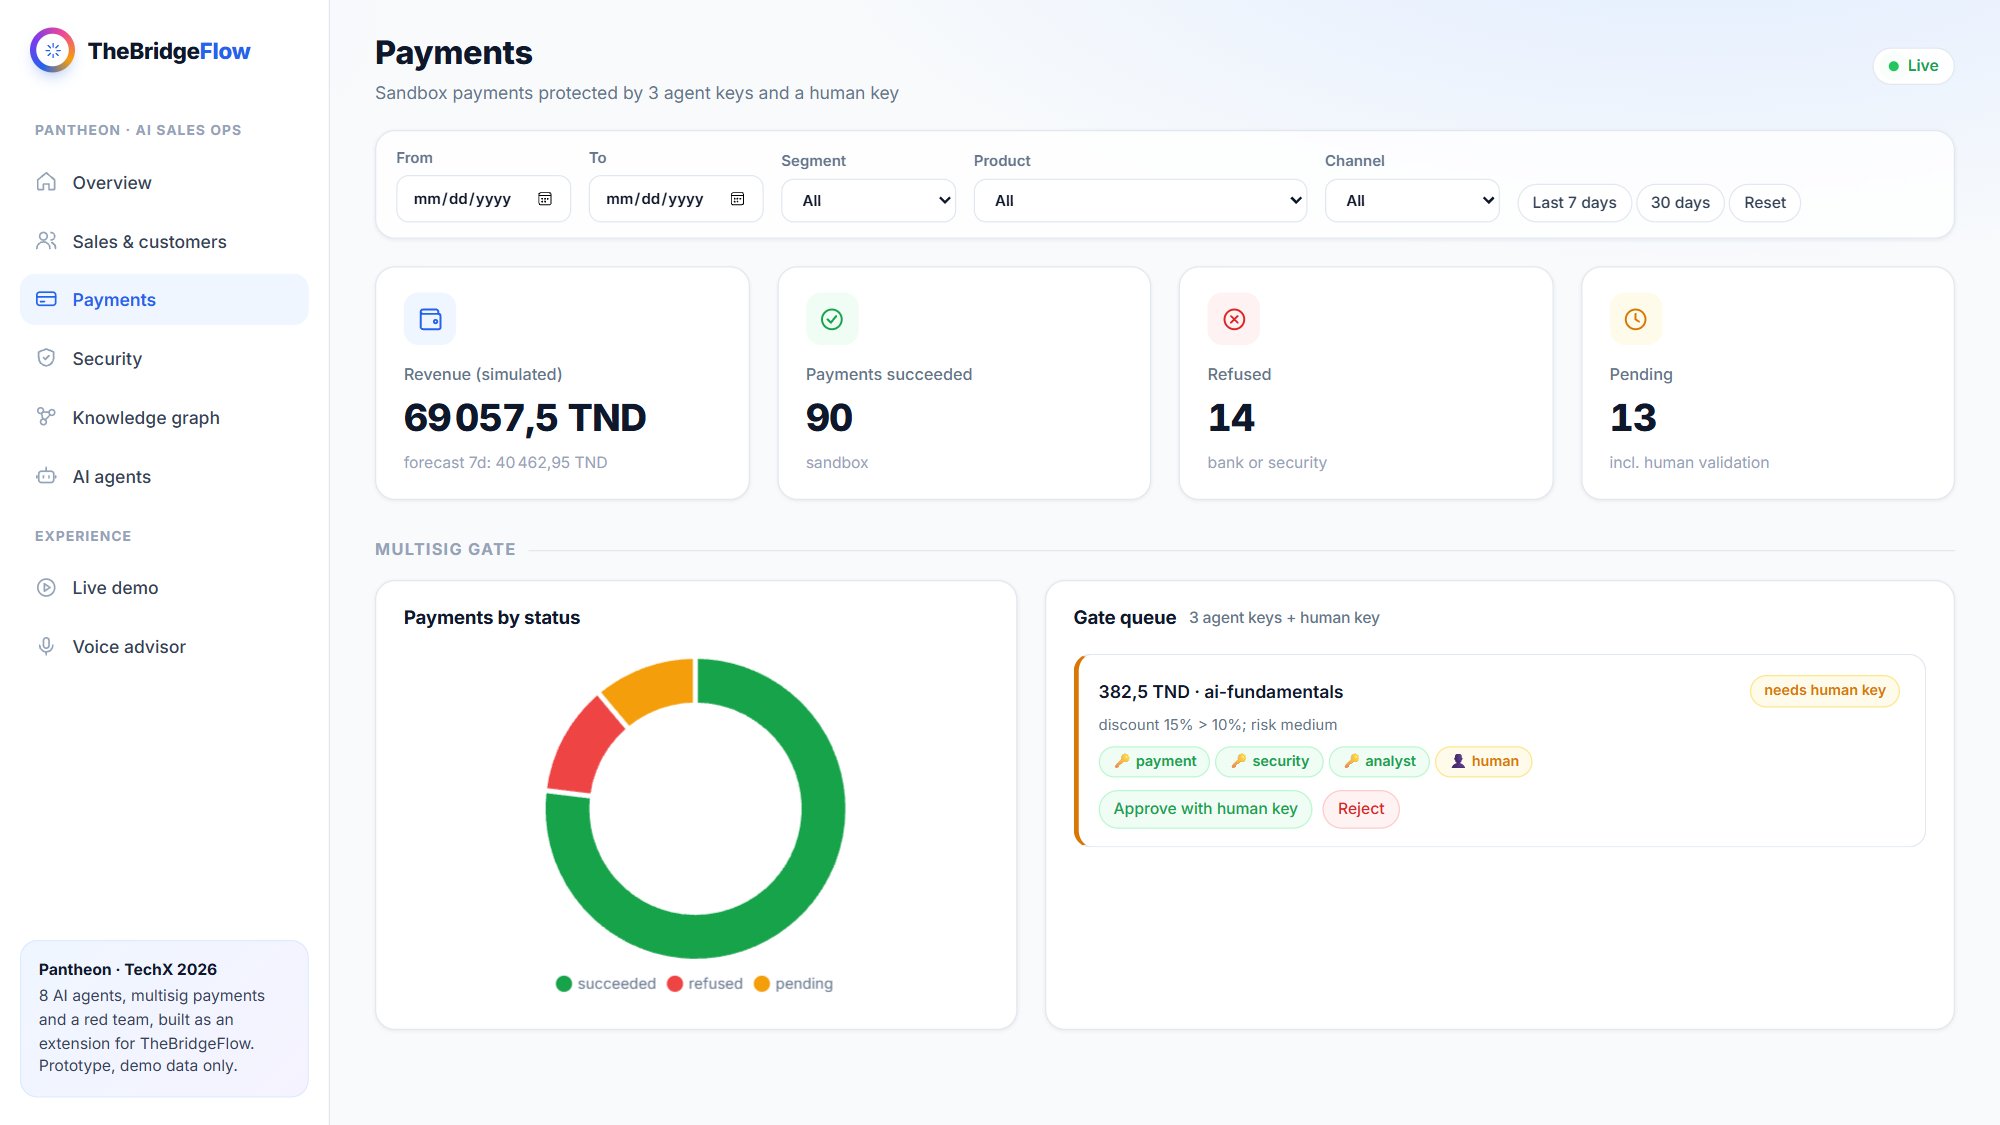 TheBridgeFlow
PANTHEON · AI SALES OPS
Overview
Sales & customers
Payments
Security
Knowledge graph
AI agents
EXPERIENCE
Live demo
Voice advisor
Pantheon · TechX 2026
8 AI agents, multisig payments
and a red team, built as an
extension for TheBridgeFlow.
Prototype, demo data only.
Payments
Sandbox payments protected by 3 agent keys and a human key
Live
From
To
Segment
Product
Channel
mm/dd/yyyy
mm/dd/yyyy
All
All
All
Last 7 days
30 days
Reset
Revenue (simulated)
69 057,5 TND
forecast 7d: 40 462,95 TND
Payments succeeded
90
sandbox
Refused
14
bank or security
Pending
13
incl. human validation
MULTISIG GATE
Payments by status
succeeded
refused
pending
Gate queue 3 agent keys + human key
382,5 TND · ai-fundamentals
needs human key
discount 15% > 10%; risk medium
payment
security
analyst
human
Approve with human key
Reject